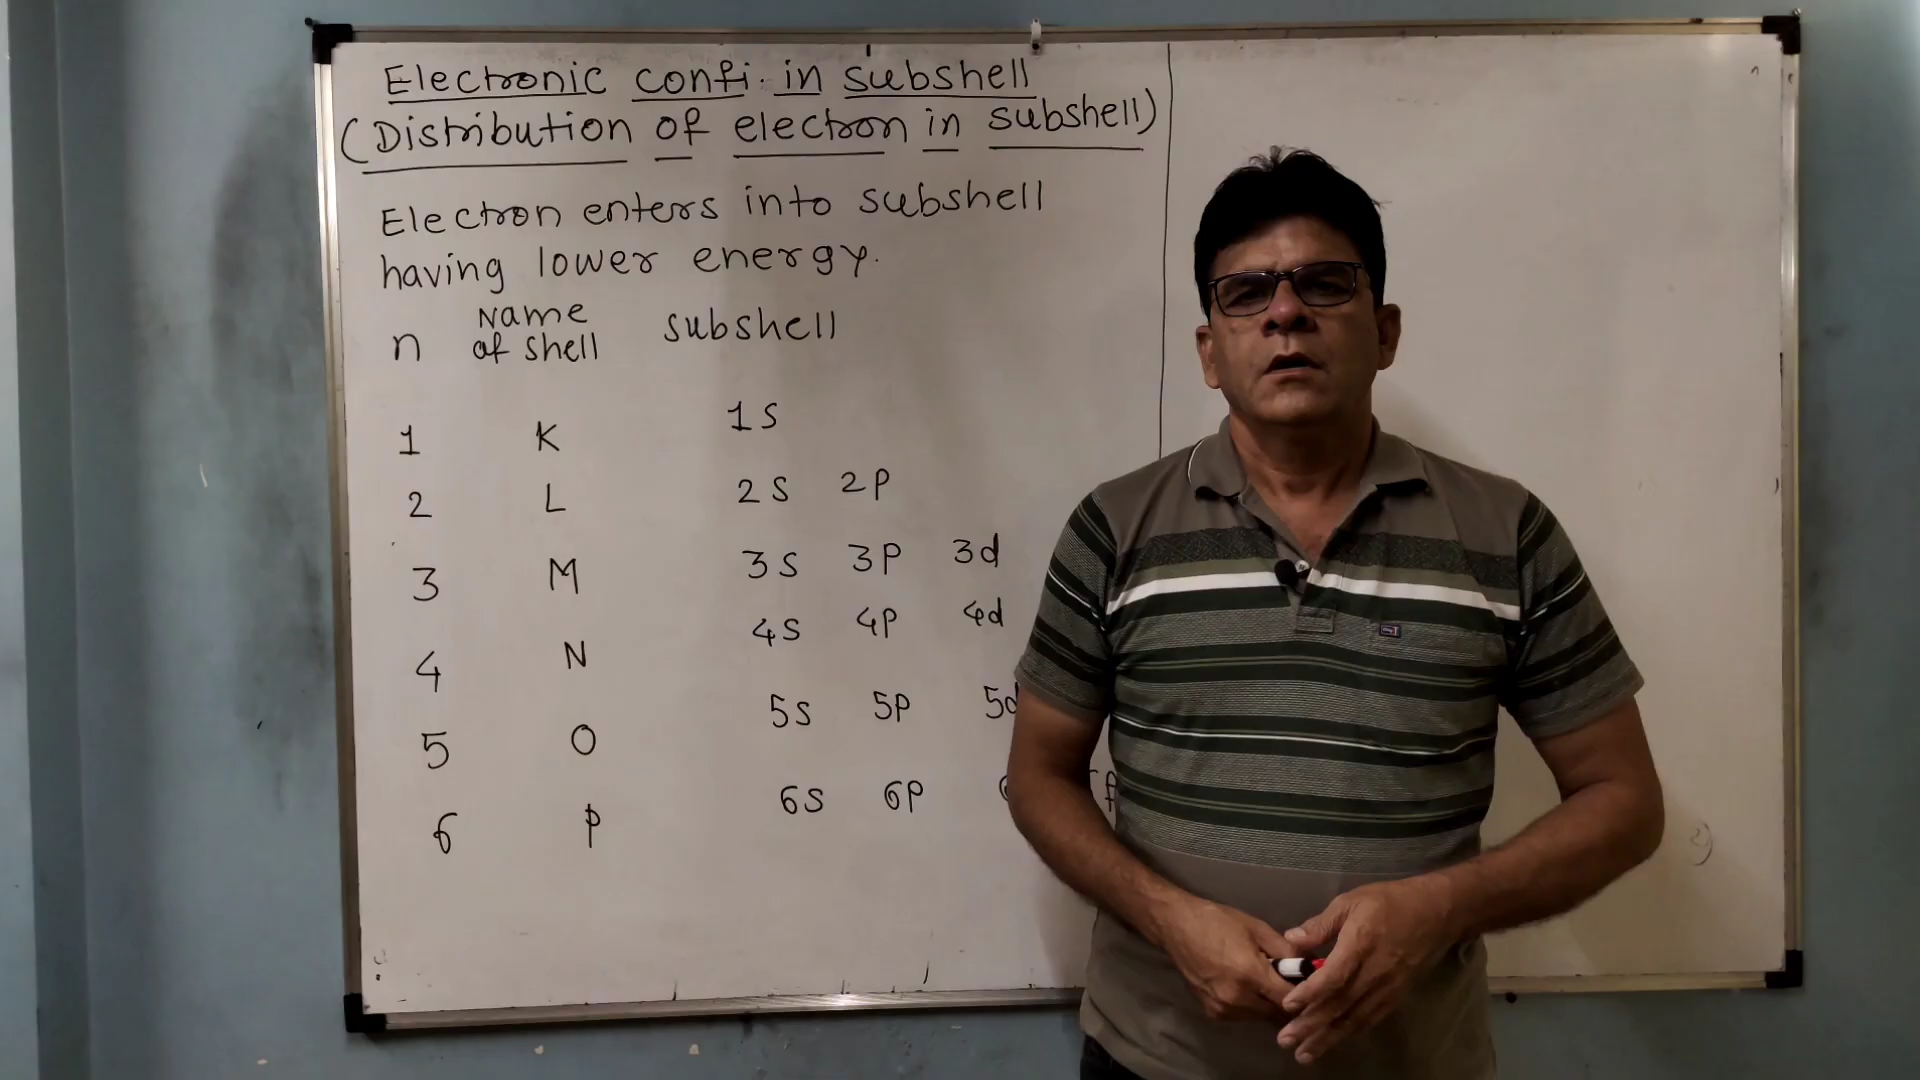 Electronic confi. in subshell
(Distribution of electron in subshell)
Electron enters into subshell
having lower energy.
n Name of shell subshell
1 K 1s
2 L 2s 2p
3 M 3s 3p 3d
4 N 4s 4p 4d
5 O 5s 5p 5d
6 P 6s 6p